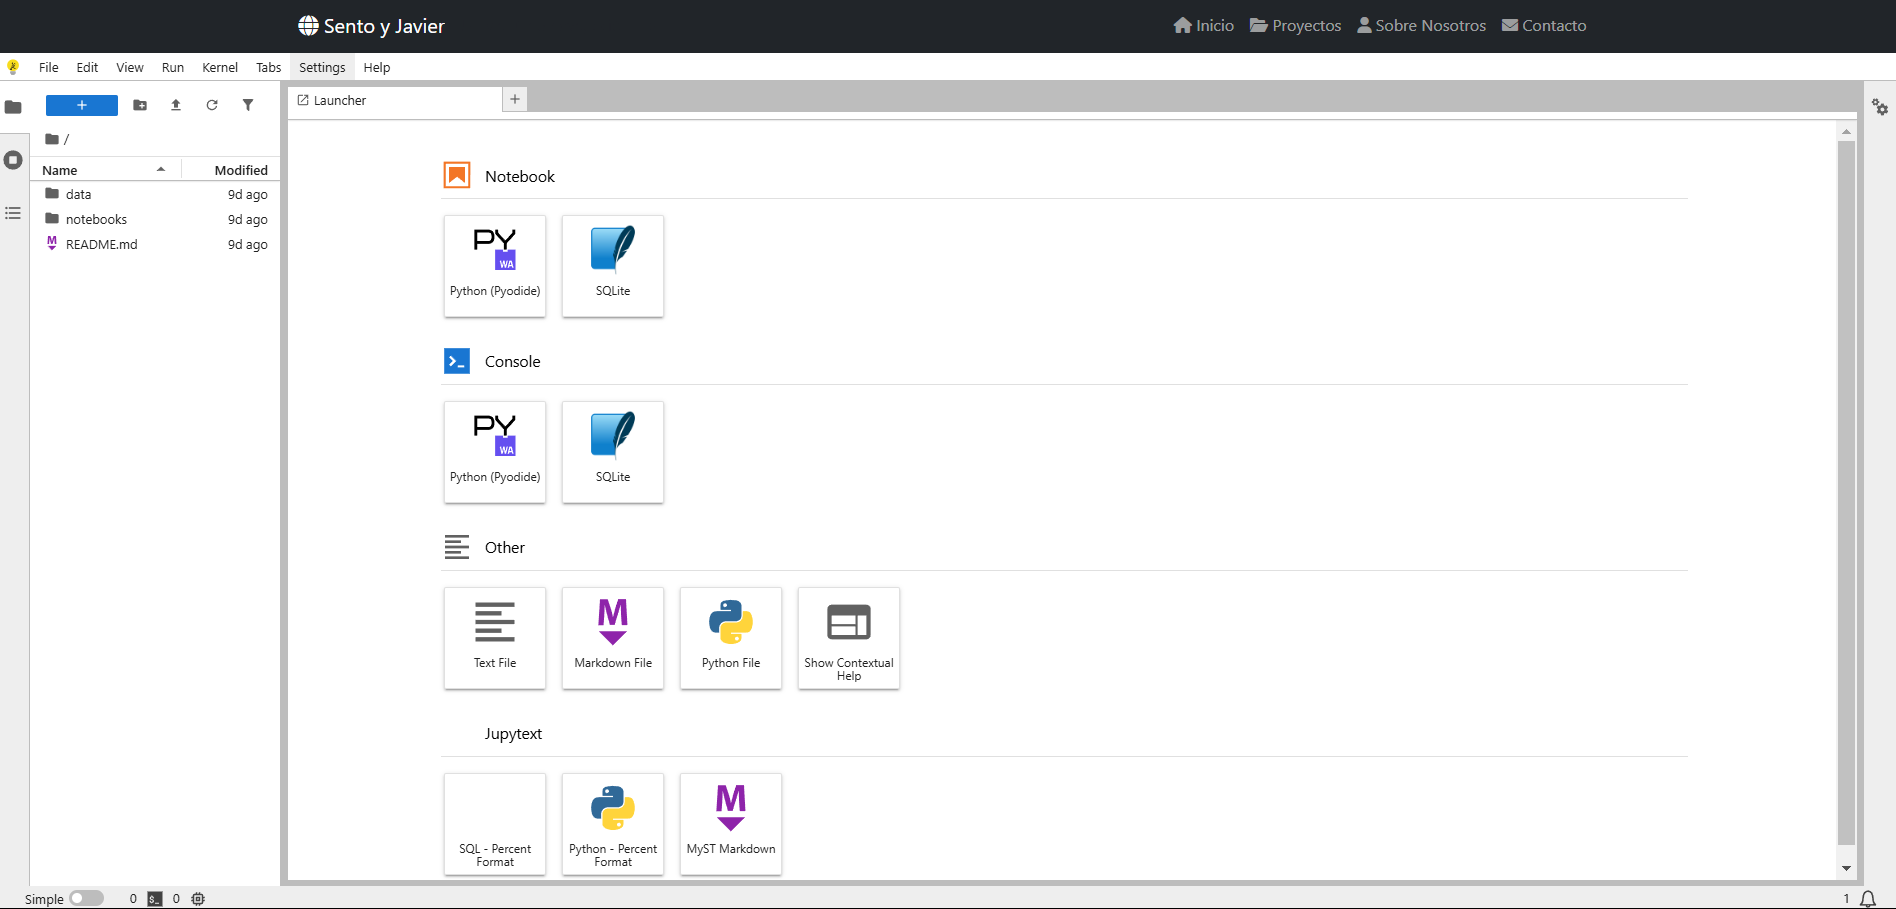 Sento y Javier
Inicio Proyectos Sobre Nosotros Contacto
File Edit View Run Kernel Tabs Settings Help
+
Launcher +
/
Name Modified
data 9d ago
notebooks 9d ago
M README.md 9d ago
Notebook
PY WA
Python (Pyodide)
SQLite
Console
PY WA
Python (Pyodide)
SQLite
Other
Text File
M
Markdown File
Python File
Show Contextual
Help
Jupytext
SQL - Percent
Format
Python - Percent
Format
M
MyST Markdown
Simple 0 $_ 0
1